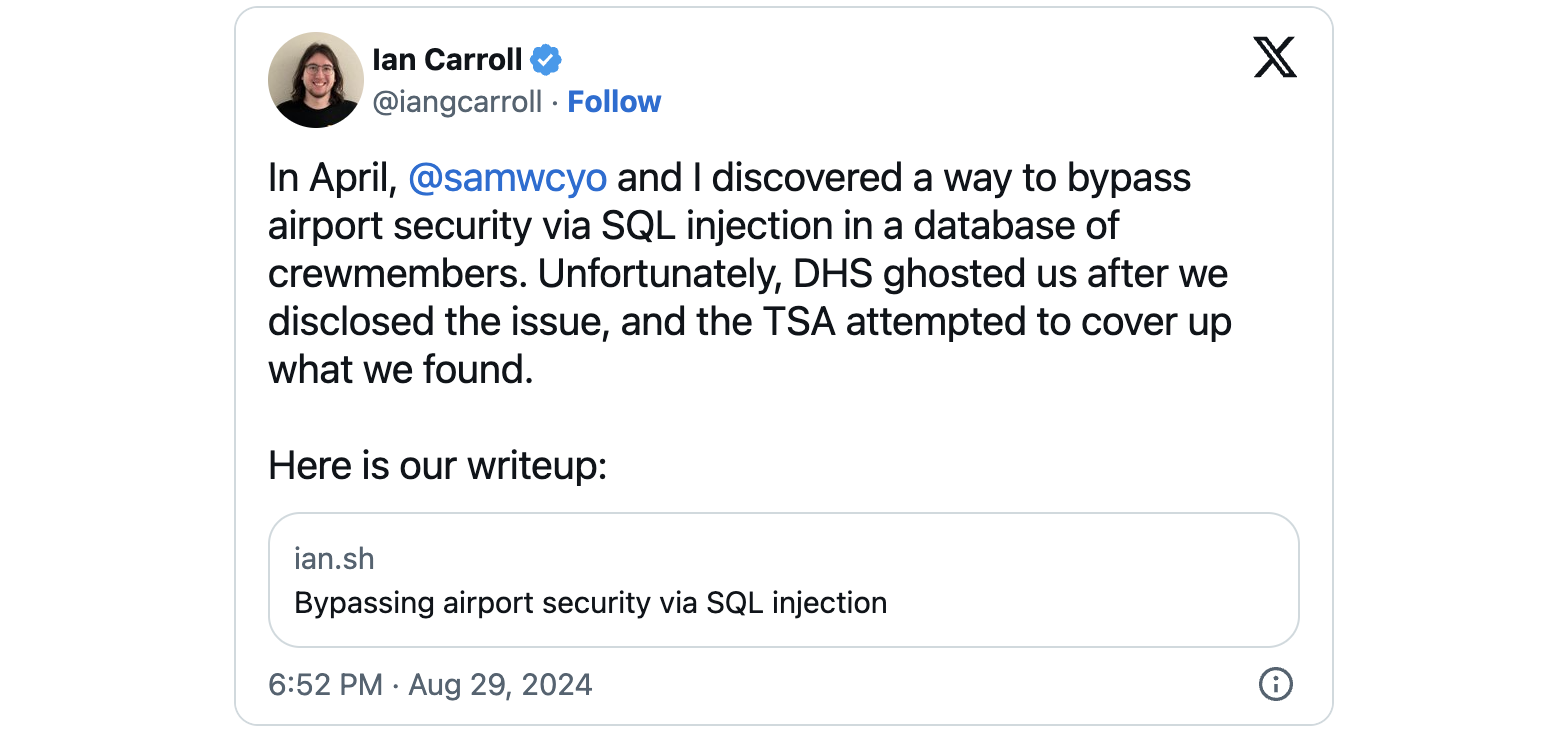 Ian Carroll
@iangcarroll · Follow
In April, @samwcyo and I discovered a way to bypass
airport security via SQL injection in a database of
crewmembers. Unfortunately, DHS ghosted us after we
disclosed the issue, and the TSA attempted to cover up
what we found.
Here is our writeup:
ian.sh
Bypassing airport security via SQL injection
6:52 PM · Aug 29, 2024